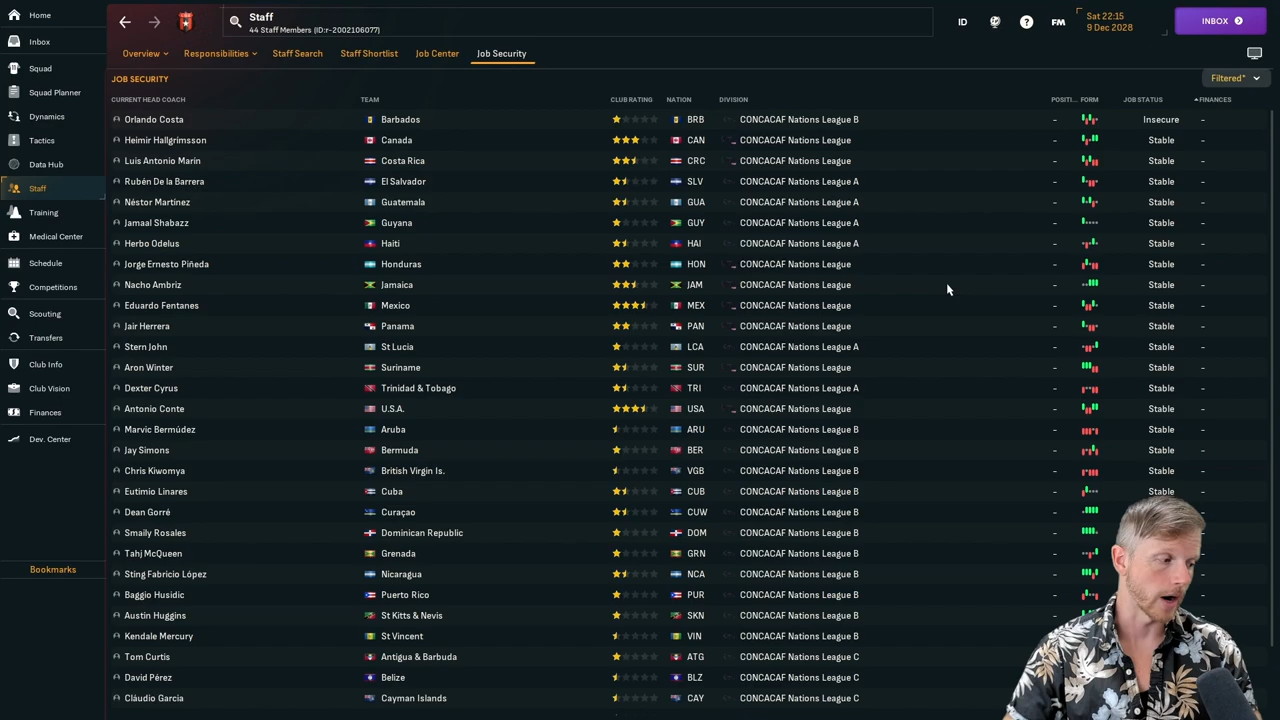 Home
Inbox
Squad
Squad Planner
Dynamics
Tactics
Data Hub
Staff
Training
Medical Center
Schedule
Competitions
Scouting
Transfers
Club Info
Club Vision
Finances
Dev. Center
Bookmarks
Staff
44 Staff Members (ID:r-2002106077)
ID
FM
Sat 22:15
9 Dec 2028
INBOX
Overview Responsibilities Staff Search Staff Shortlist Job Center Job Security
JOB SECURITY
Filtered*
CURRENT HEAD COACH TEAM CLUB RATING NATION DIVISION POSITI... FORM JOB STATUS FINANCES
Orlando Costa Barbados BRB CONCACAF Nations League B - Insecure -
Heimir Hallgrimsson Canada CAN CONCACAF Nations League - Stable -
Luis Antonio Marin Costa Rica CRC CONCACAF Nations League - Stable -
Rubén De la Barrera El Salvador SLV CONCACAF Nations League A - Stable -
Néstor Martínez Guatemala GUA CONCACAF Nations League A - Stable -
Jamaal Shabazz Guyana GUY CONCACAF Nations League A - Stable -
Herbo Odelus Haiti HAI CONCACAF Nations League A - Stable -
Jorge Ernesto Piñeda Honduras HON CONCACAF Nations League - Stable -
Nacho Ambriz Jamaica JAM CONCACAF Nations League - Stable -
Eduardo Fentanes Mexico MEX CONCACAF Nations League - Stable -
Jair Herrera Panama PAN CONCACAF Nations League - Stable -
Stern John St Lucia LCA CONCACAF Nations League A - Stable -
Aron Winter Suriname SUR CONCACAF Nations League - Stable -
Dexter Cyrus Trinidad & Tobago TRI CONCACAF Nations League A - Stable -
Antonio Conte U.S.A. USA CONCACAF Nations League - Stable -
Marvic Bermúdez Aruba ARU CONCACAF Nations League B - Stable -
Jay Simons Bermuda BER CONCACAF Nations League B - Stable -
Chris Kiwomya British Virgin Is. VGB CONCACAF Nations League B - Stable -
Eutimio Linares Cuba CUB CONCACAF Nations League B - Stable -
Dean Gorré Curaçao CUW CONCACAF Nations League B - -
Smaily Rosales Dominican Republic DOM CONCACAF Nations League B - -
Tahj McQueen Grenada GRN CONCACAF Nations League B - -
Sting Fabricio López Nicaragua NCA CONCACAF Nations League B - -
Baggio Husidic Puerto Rico PUR CONCACAF Nations League B - -
Austin Huggins St Kitts & Nevis SKN CONCACAF Nations League B - -
Kendale Mercury St Vincent VIN CONCACAF Nations League B - -
Tom Curtis Antigua & Barbuda ATG CONCACAF Nations League C -
David Pérez Belize BLZ CONCACAF Nations League C -
Cláudio Garcia Cayman Islands CAY CONCACAF Nations League C -